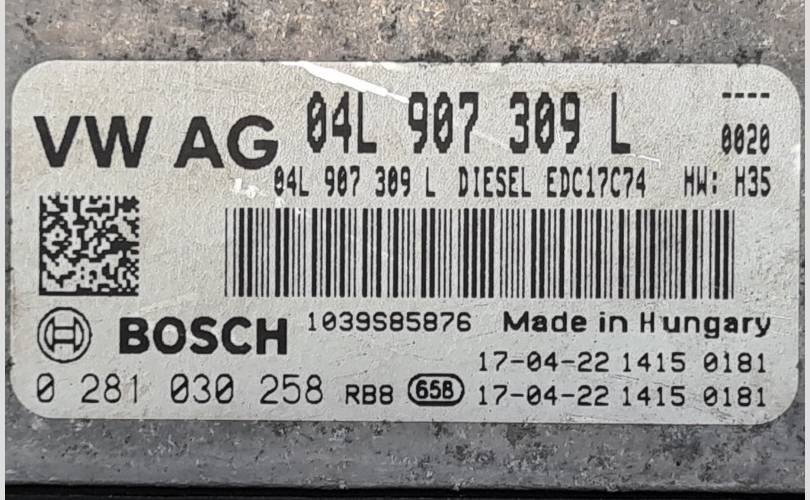 VW AG 04L 907 309 L ----
0020
04L 907 309 L DIESEL EDC17C74 HW: H35
BOSCH 1039S85876 Made in Hungary
17-04-22 1415 0181
0 281 030 258 RB8 65B 17-04-22 1415 0181